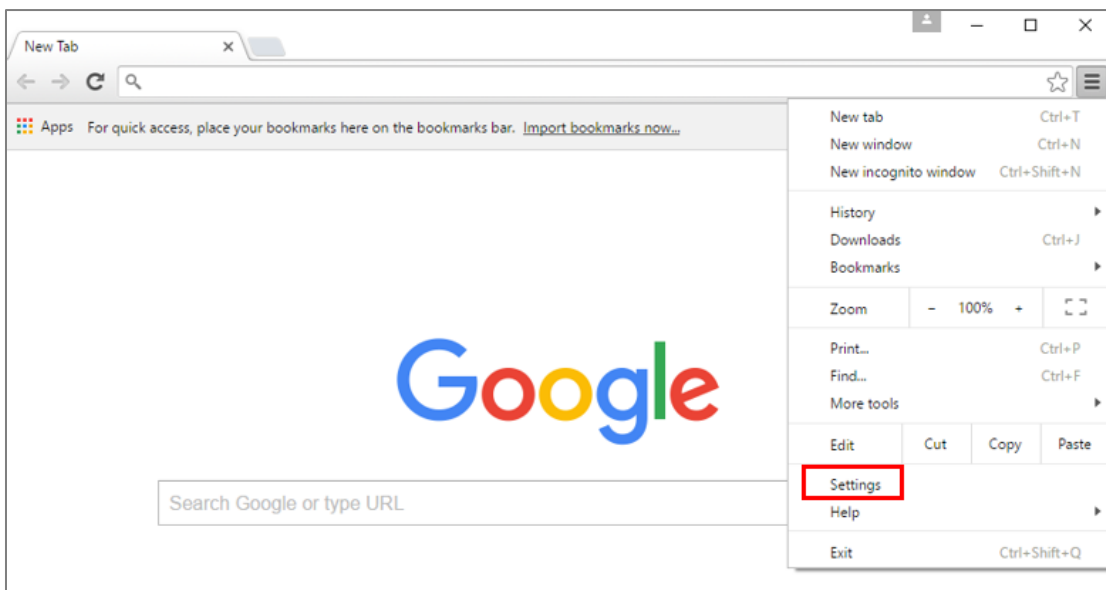 New Tab
Apps For quick access, place your bookmarks here on the bookmarks bar. Import bookmarks now...
New tab Ctrl+T
New window Ctrl+N
New incognito window Ctrl+Shift+N
History
Downloads Ctrl+J
Bookmarks
Zoom - 100% +
Print... Ctrl+P
Find... Ctrl+F
More tools
Edit Cut Copy Paste
Settings
Help
Exit Ctrl+Shift+Q
Google
Search Google or type URL